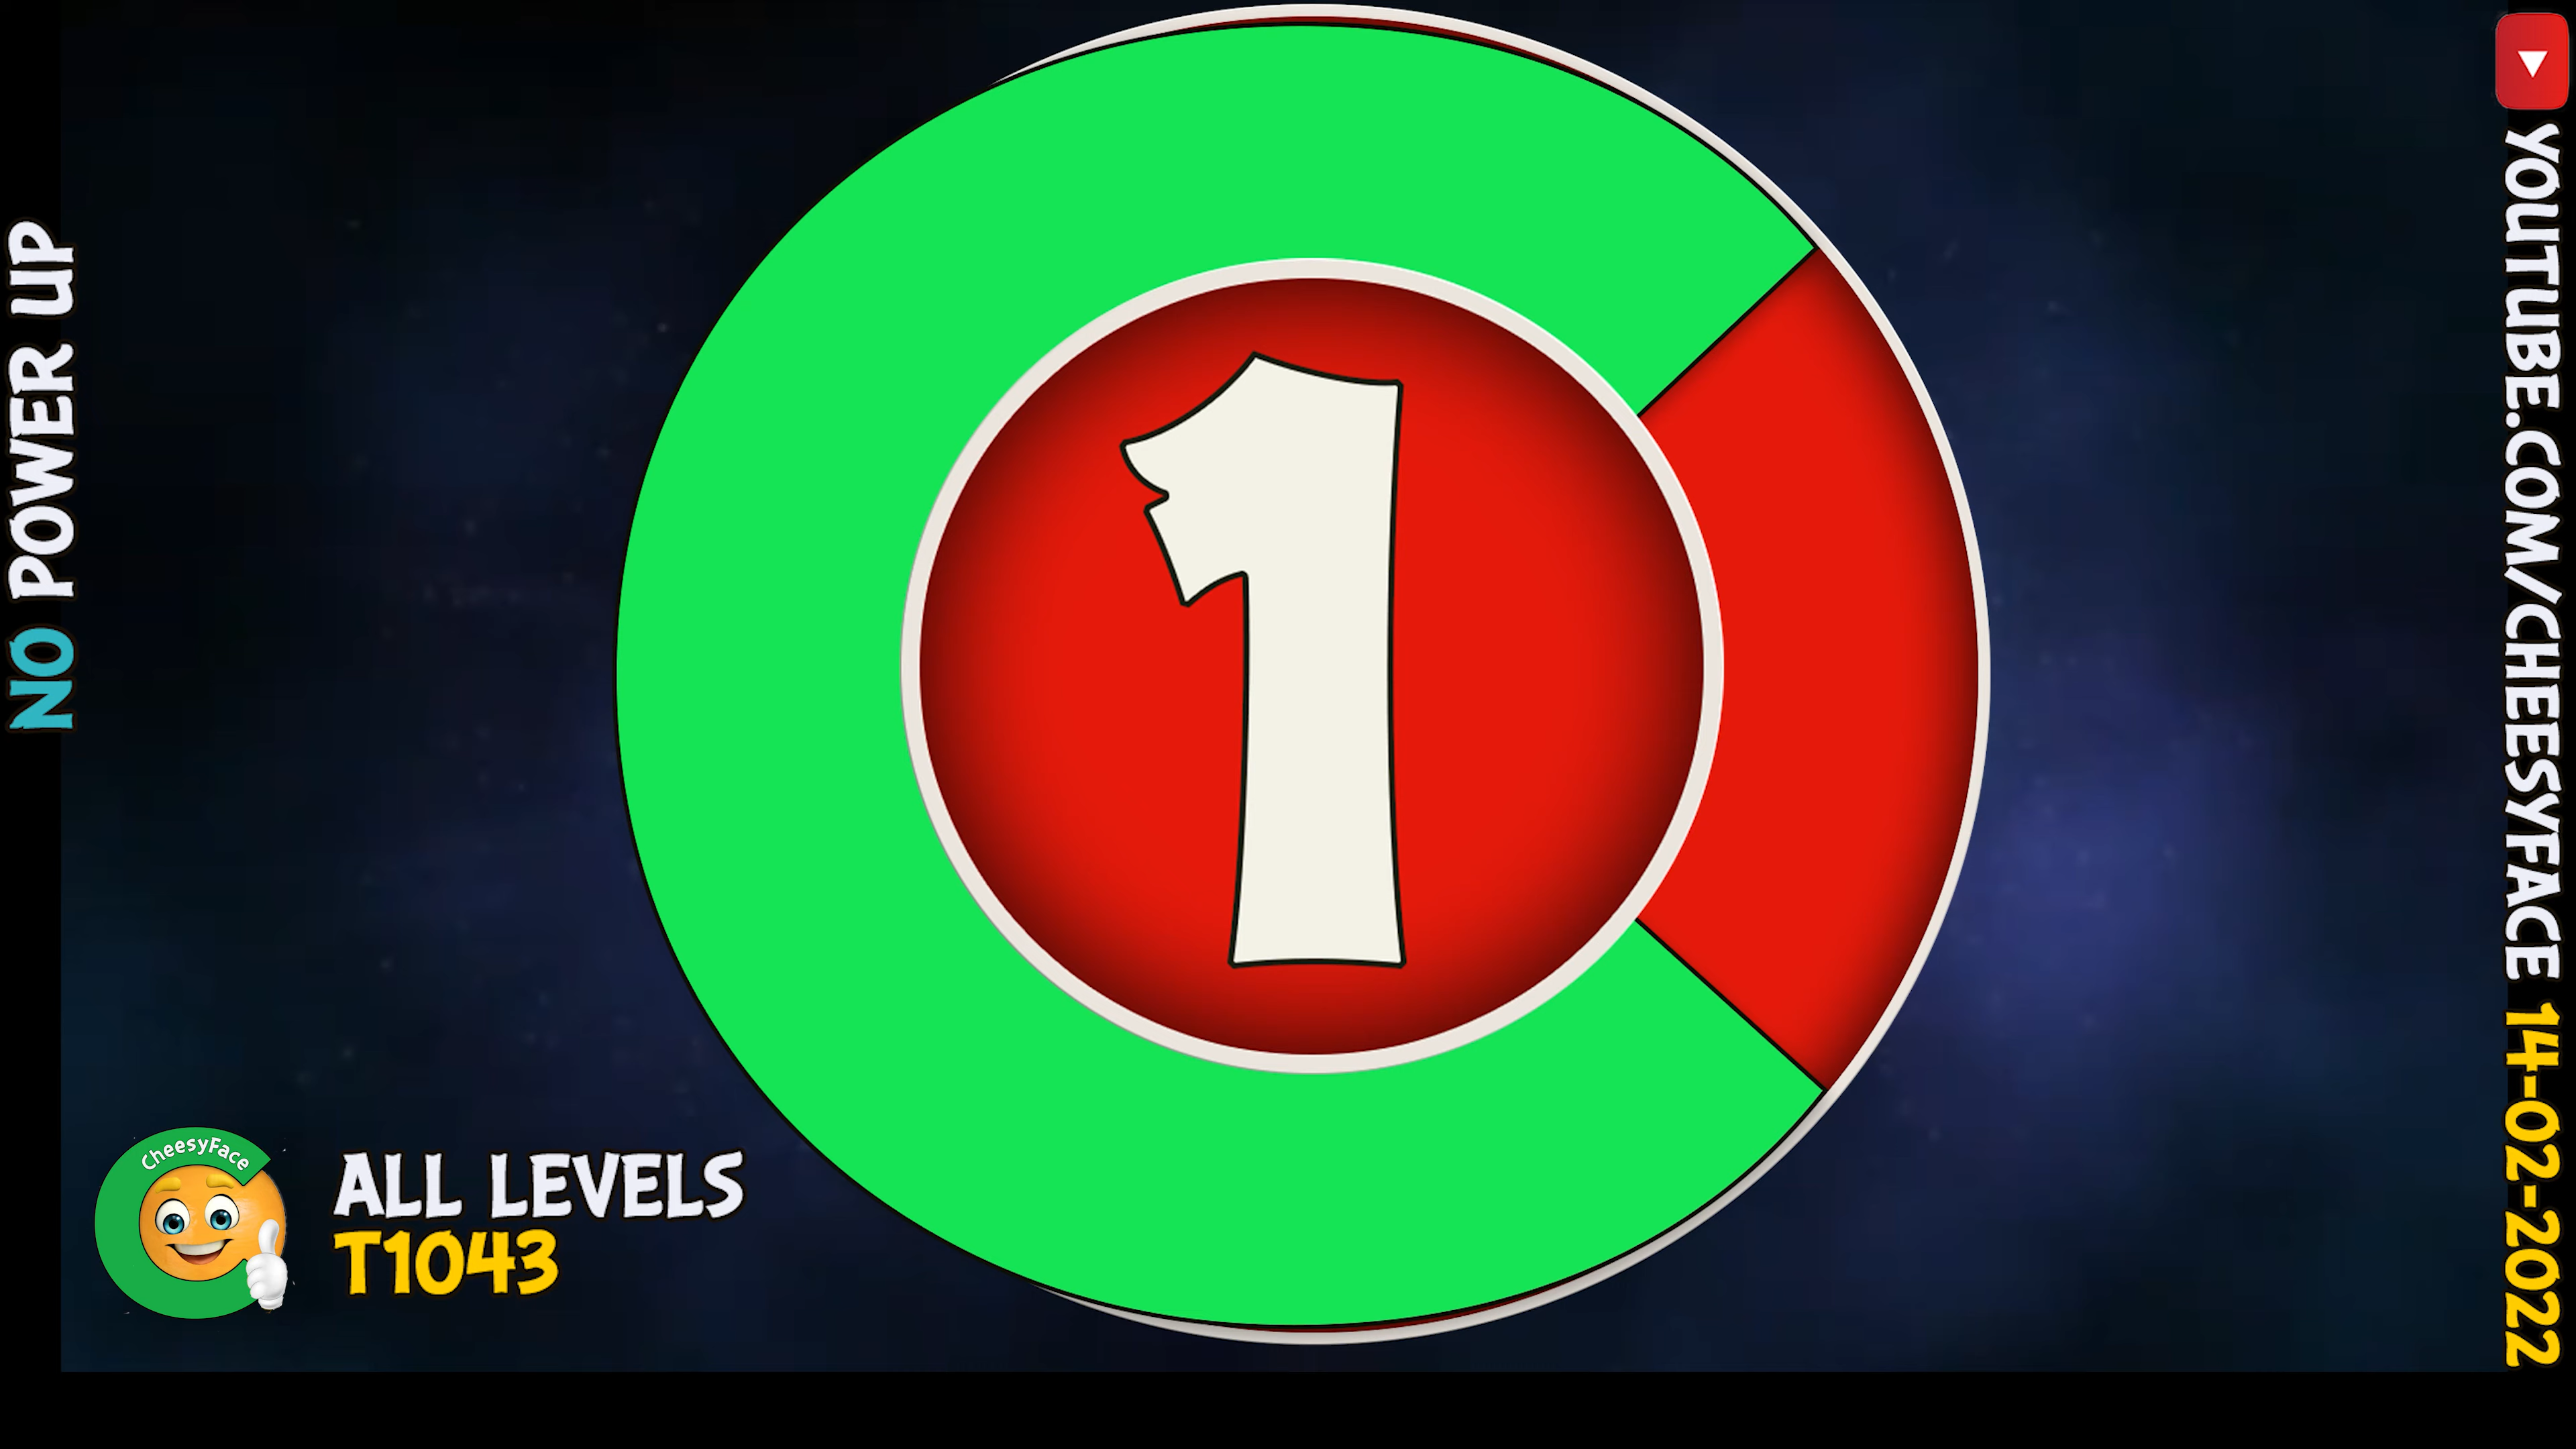 NO POWER UP
1
CheesyFace
ALL LEVELS
T1043
YOUTUBE.COM/CHEESYFACE 14-02-2022